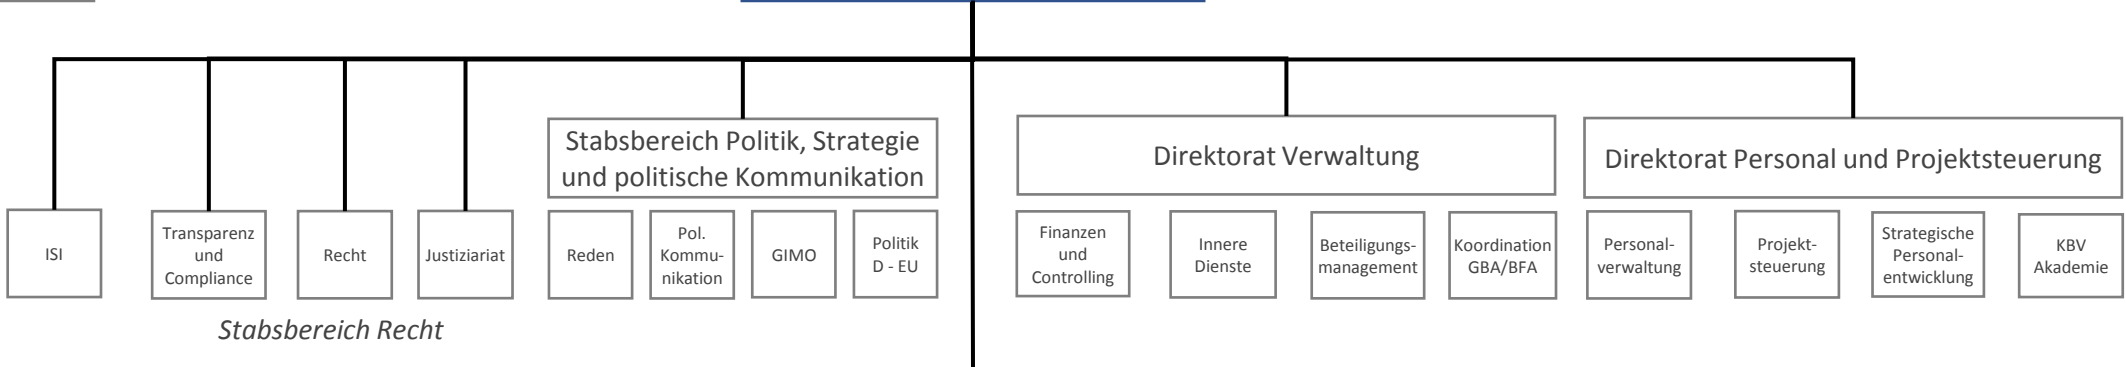 Stabsbereich Politik, Strategie
und politische Kommunikation
Direktorat Verwaltung
Direktorat Personal und Projektsteuerung
ISI
Transparenz
und
Compliance
Recht
Justiziariat
Reden
Pol.
Kommu-
nikation
GIMO
Politik
D - EU
Finanzen
und
Controlling
Innere
Dienste
Beteiligungs-
management
Koordination
GBA/BFA
Personal-
verwaltung
Projekt-
steuerung
Strategische
Personal-
entwicklung
KBV
Akademie
Stabsbereich Recht